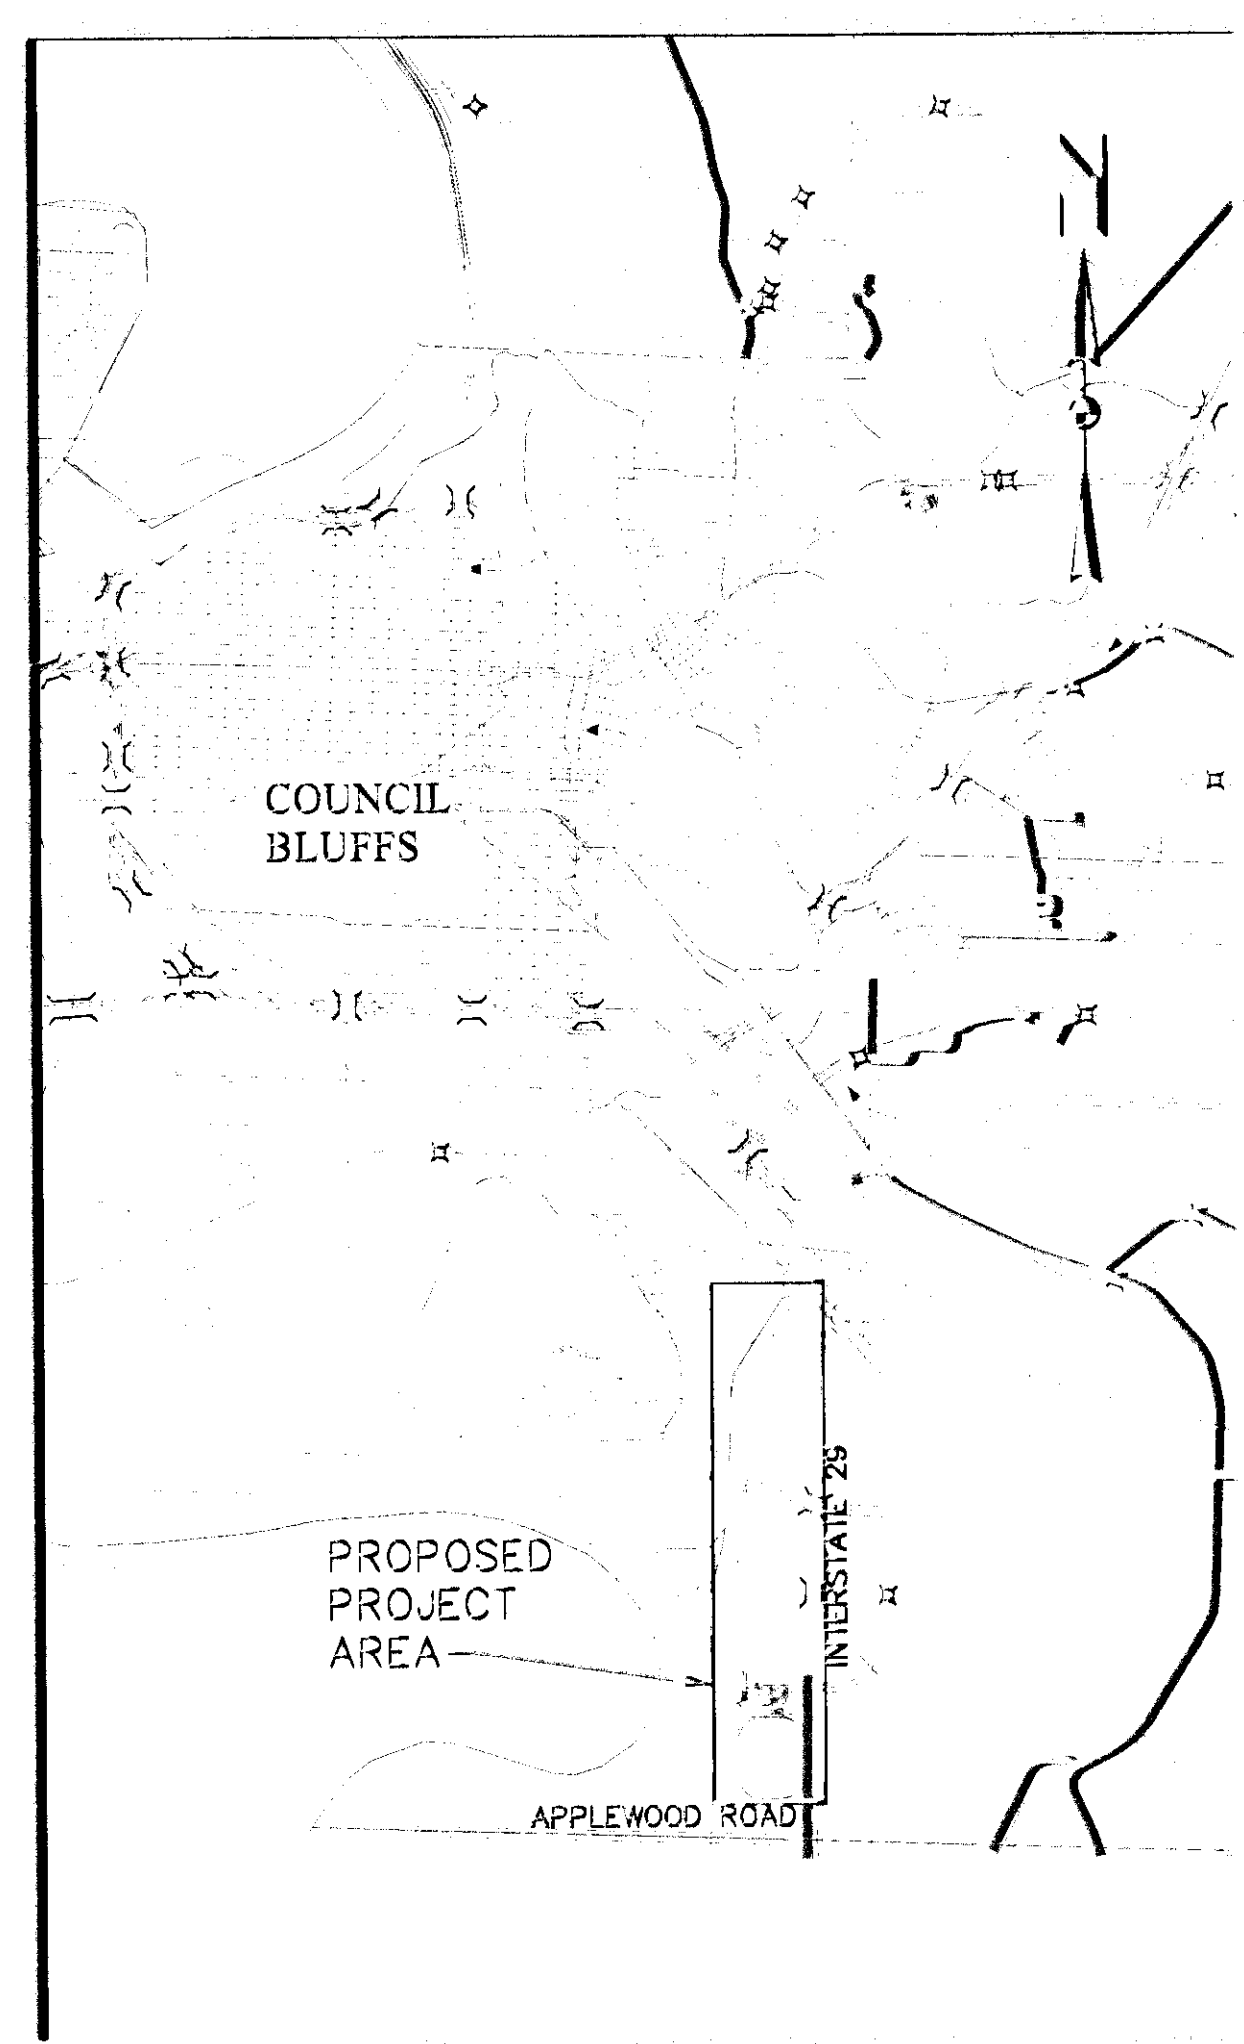 N
COUNCIL
BLUFFS
INTERSTATE 29
PROPOSED
PROJECT
AREA
APPLEWOOD ROAD